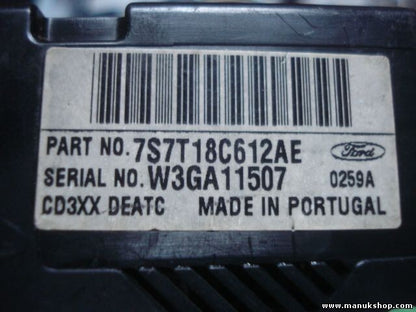 PART NO. 7S7T18C612AE Ford
SERIAL NO. W3GA11507 0259A
CD3XX DEATC MADE IN PORTUGAL
www.manukshop.com